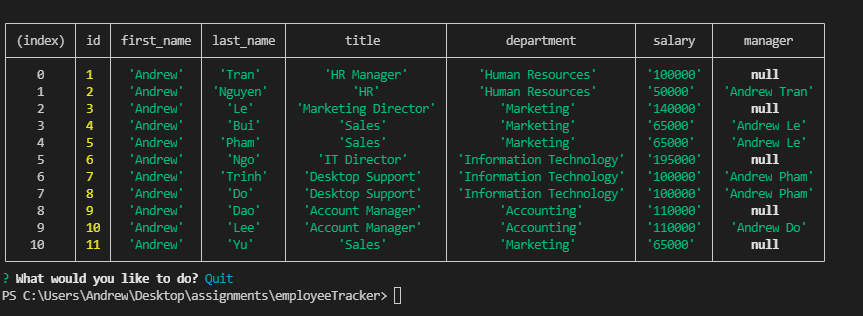 (index) id first_name last_name title department salary manager
0 1 'Andrew' 'Tran' 'HR Manager' 'Human Resources' '100000' null
1 2 'Andrew' 'Nguyen' 'HR' 'Human Resources' '50000' 'Andrew Tran'
2 3 'Andrew' 'Le' 'Marketing Director' 'Marketing' '140000' null
3 4 'Andrew' 'Bui' 'Sales' 'Marketing' '65000' 'Andrew Le'
4 5 'Andrew' 'Pham' 'Sales' 'Marketing' '65000' 'Andrew Le'
5 6 'Andrew' 'Ngo' 'IT Director' 'Information Technology' '195000' null
6 7 'Andrew' 'Trinh' 'Desktop Support' 'Information Technology' '100000' 'Andrew Pham'
7 8 'Andrew' 'Do' 'Desktop Support' 'Information Technology' '100000' 'Andrew Pham'
8 9 'Andrew' 'Dao' 'Account Manager' 'Accounting' '110000' null
9 10 'Andrew' 'Lee' 'Account Manager' 'Accounting' '110000' 'Andrew Do'
10 11 'Andrew' 'Yu' 'Sales' 'Marketing' '65000' null
? What would you like to do? Quit
PS C:\Users\Andrew\Desktop\assignments\employeeTracker>